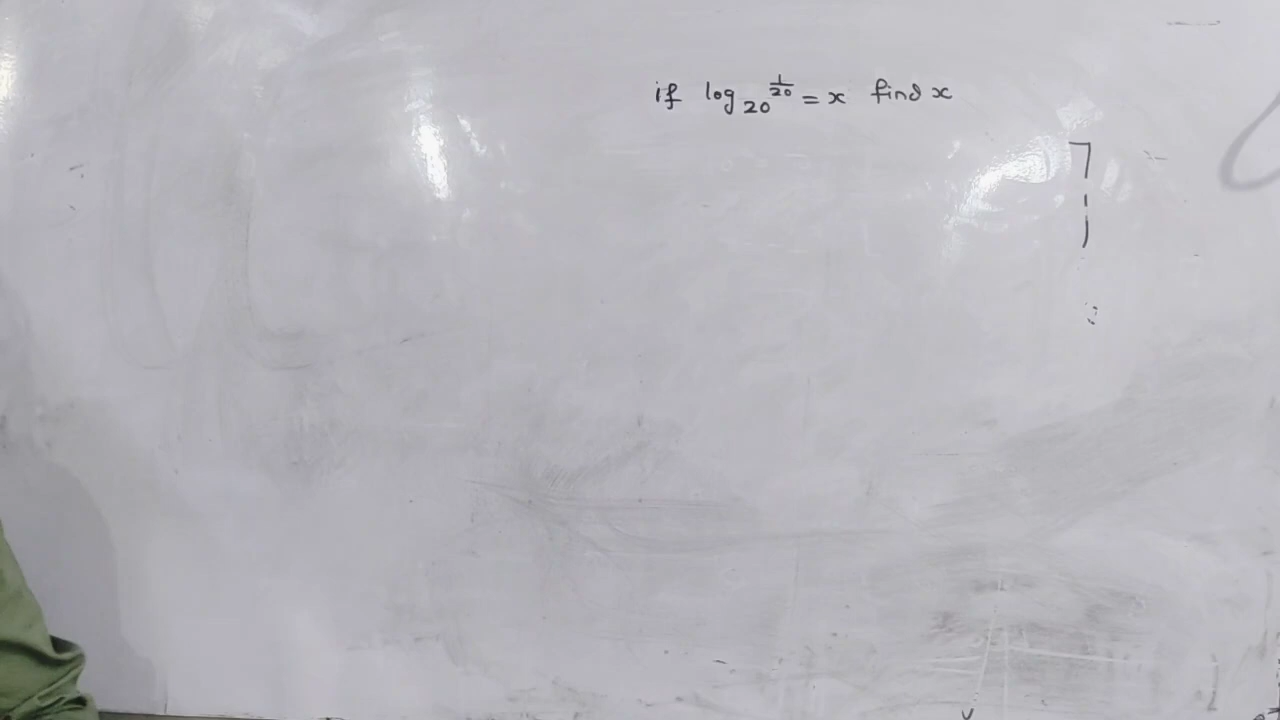 if log₂₀ 1/20 = x find x